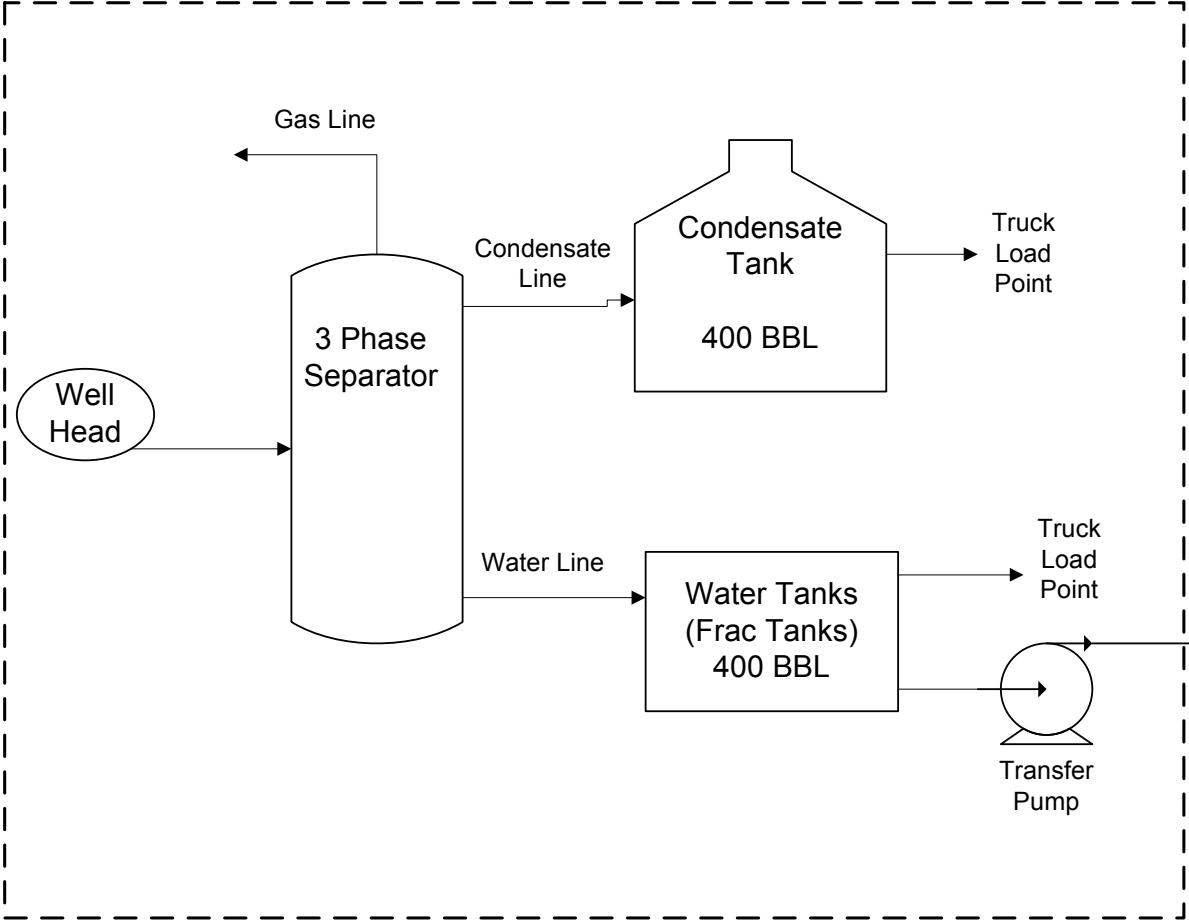 Gas Line
Condensate
Tank
400 BBL
Truck
Load
Point
Condensate
Line
3 Phase
Separator
Well
Head
Water Line
Water Tanks
(Frac Tanks)
400 BBL
Truck
Load
Point
Transfer
Pump